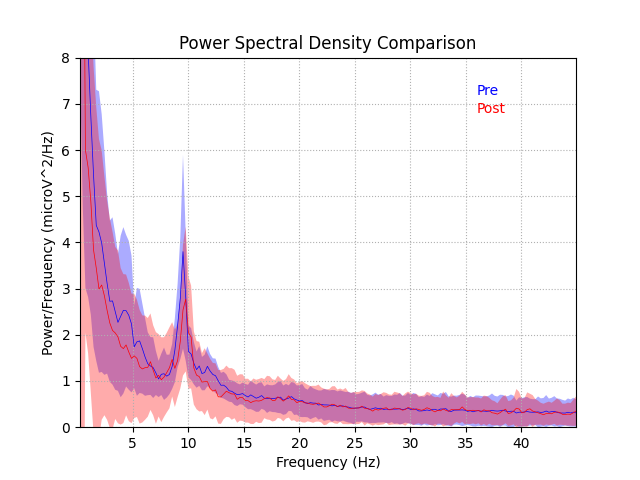 Power Spectral Density Comparison
8
7
6
5
4
3
2
1
0
Power/Frequency (microV^2/Hz)
Pre
Post
5 10 15 20 25 30 35 40
Frequency (Hz)